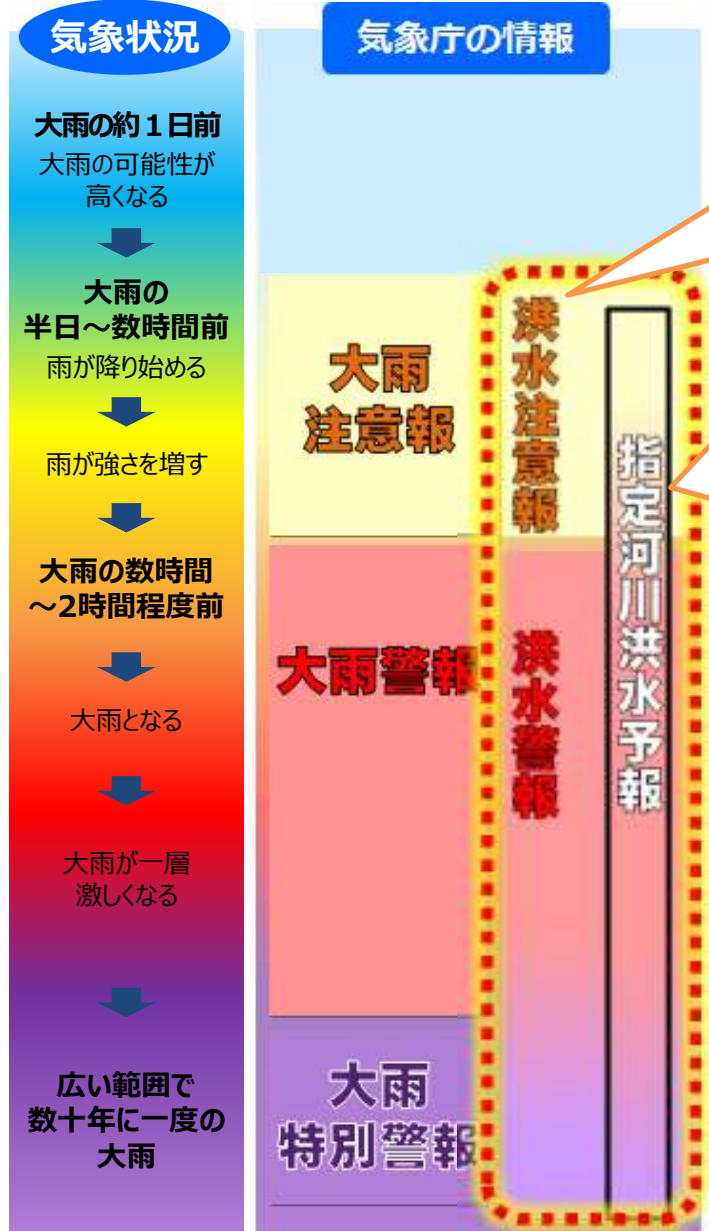 気象状況
大雨の約1日前
大雨の可能性が
高くなる
大雨の
半日～数時間前
雨が降り始める
雨が強さを増す
大雨の数時間
～2時間程度前
大雨となる
大雨が一層
激しくなる
広い範囲で
数十年に一度の
大雨
気象庁の情報
大雨
注意報
大雨警報
大雨
特別警報
洪水注意報
洪水警報
指定河川洪水予報